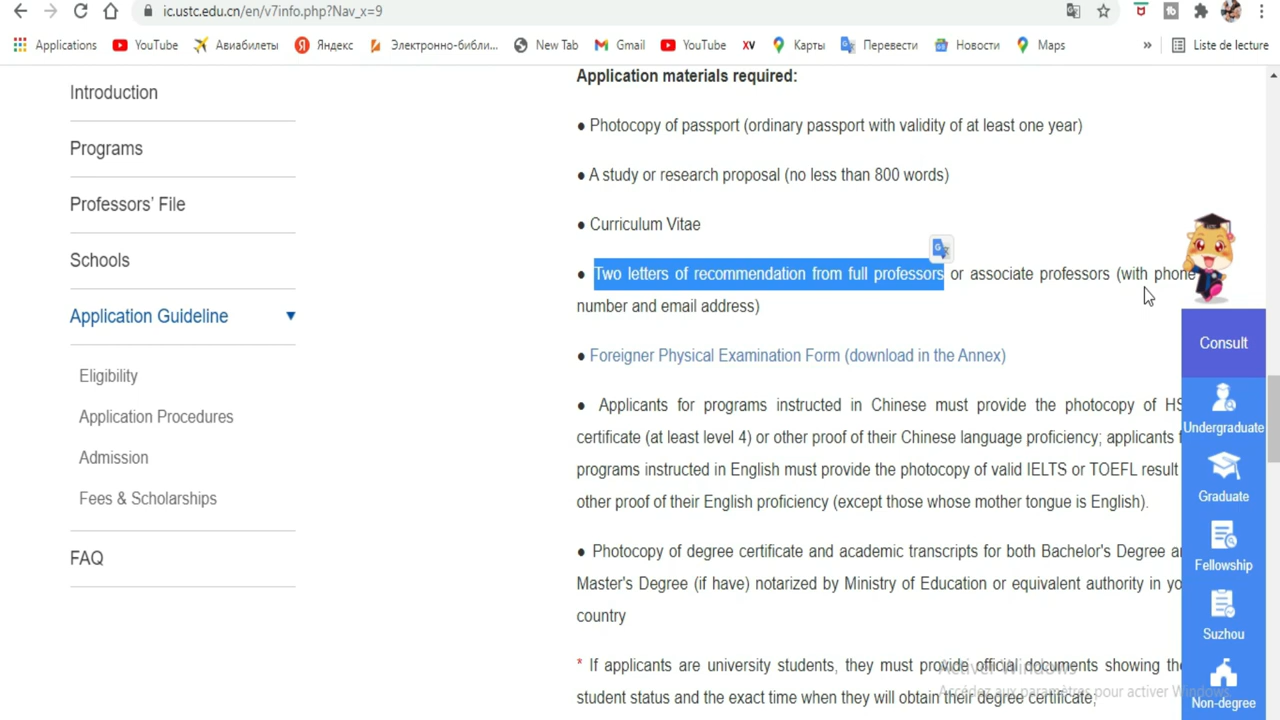 ic.ustc.edu.cn/en/v7info.php?Nav_x=9
Applications YouTube Авиабилеты Яндекс Электронно-библи... New Tab Gmail YouTube XV Карты Перевести Новости Maps » Liste de lecture
Introduction
Programs
Professors' File
Schools
Application Guideline
Eligibility
Application Procedures
Admission
Fees & Scholarships
FAQ
Application materials required:
● Photocopy of passport (ordinary passport with validity of at least one year)
● A study or research proposal (no less than 800 words)
● Curriculum Vitae
● Two letters of recommendation from full professors or associate professors (with phone
number and email address)
● Foreigner Physical Examination Form (download in the Annex)
● Applicants for programs instructed in Chinese must provide the photocopy of HS
certificate (at least level 4) or other proof of their Chinese language proficiency; applicants
programs instructed in English must provide the photocopy of valid IELTS or TOEFL result
other proof of their English proficiency (except those whose mother tongue is English).
● Photocopy of degree certificate and academic transcripts for both Bachelor's Degree
Master's Degree (if have) notarized by Ministry of Education or equivalent authority in
country
* If applicants are university students, they must provide official documents showing
student status and the exact time when they will obtain their degree certificate;
Consult
Undergraduate
Graduate
Fellowship
Suzhou
Non-degree
Activer Windows
Accédez aux paramètres pour activer Windows.